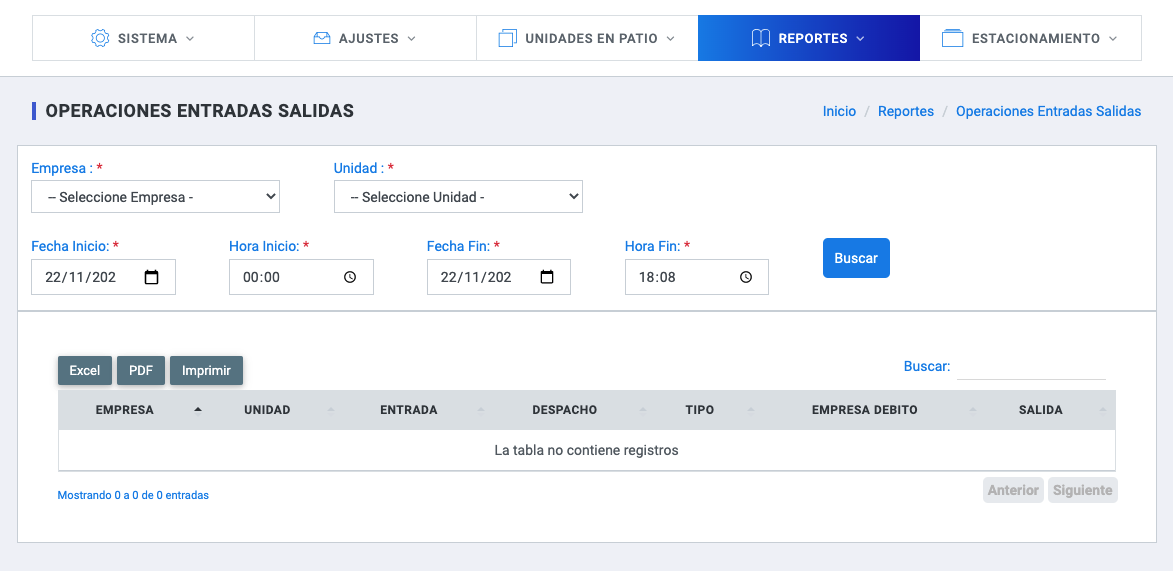 SISTEMA AJUSTES UNIDADES EN PATIO REPORTES ESTACIONAMIENTO
OPERACIONES ENTRADAS SALIDAS
Inicio / Reportes / Operaciones Entradas Salidas
Empresa : * Unidad : *
-- Seleccione Empresa - -- Seleccione Unidad -
Fecha Inicio: * Hora Inicio: * Fecha Fin: * Hora Fin: *
22/11/202 00:00 22/11/202 18:08 Buscar
Excel PDF Imprimir Buscar:
EMPRESA UNIDAD ENTRADA DESPACHO TIPO EMPRESA DEBITO SALIDA
La tabla no contiene registros
Mostrando 0 a 0 de 0 entradas Anterior Siguiente